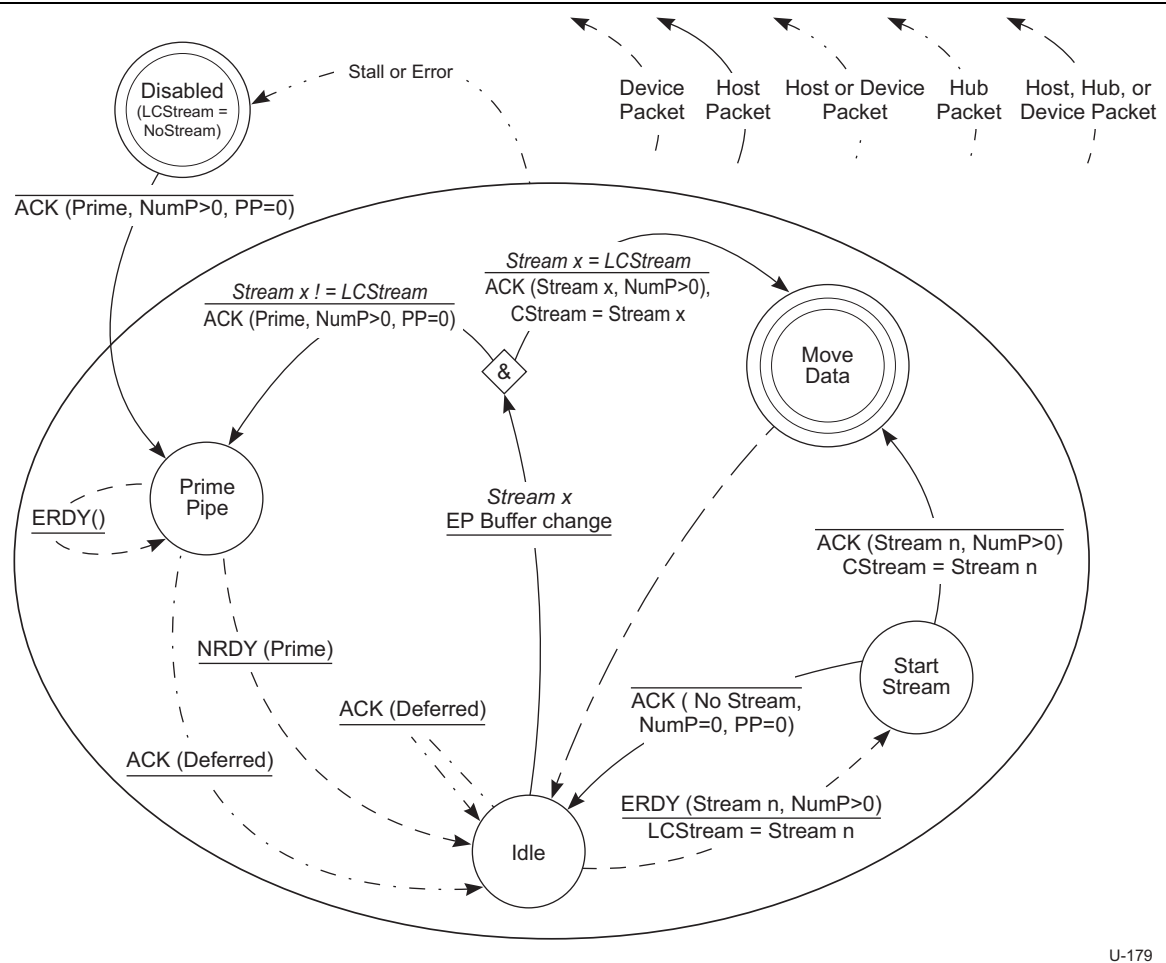 Disabled
(LCStream =
NoStream)
Stall or Error
Device
Packet
Host
Packet
Host or Device
Packet
Hub
Packet
Host, Hub, or
Device Packet
ACK (Prime, NumP>0, PP=0)
Stream x ! = LCStream
ACK (Prime, NumP>0, PP=0)
Stream x = LCStream
ACK (Stream x, NumP>0),
CStream = Stream x
&
Move
Data
Prime
Pipe
ERDY()
Stream x
EP Buffer change
ACK (Stream n, NumP>0)
CStream = Stream n
NRDY (Prime)
Start
Stream
ACK ( No Stream,
NumP=0, PP=0)
ACK (Deferred)
ACK (Deferred)
ERDY (Stream n, NumP>0)
LCStream = Stream n
Idle
U-179